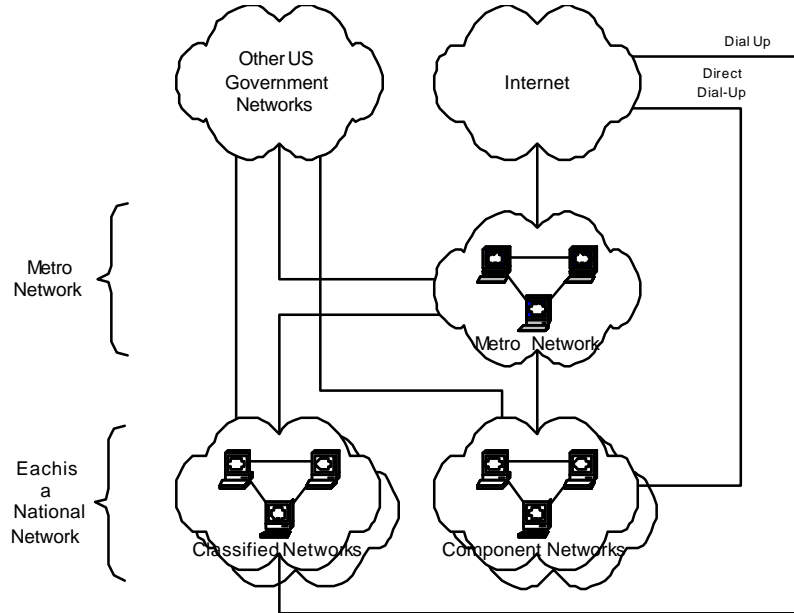 Other US
Government
Networks
Internet
Dial Up
Direct
Dial-Up
Metro
Network
Metro Network
Eachis
a
National
Network
Classified Networks
Component Networks